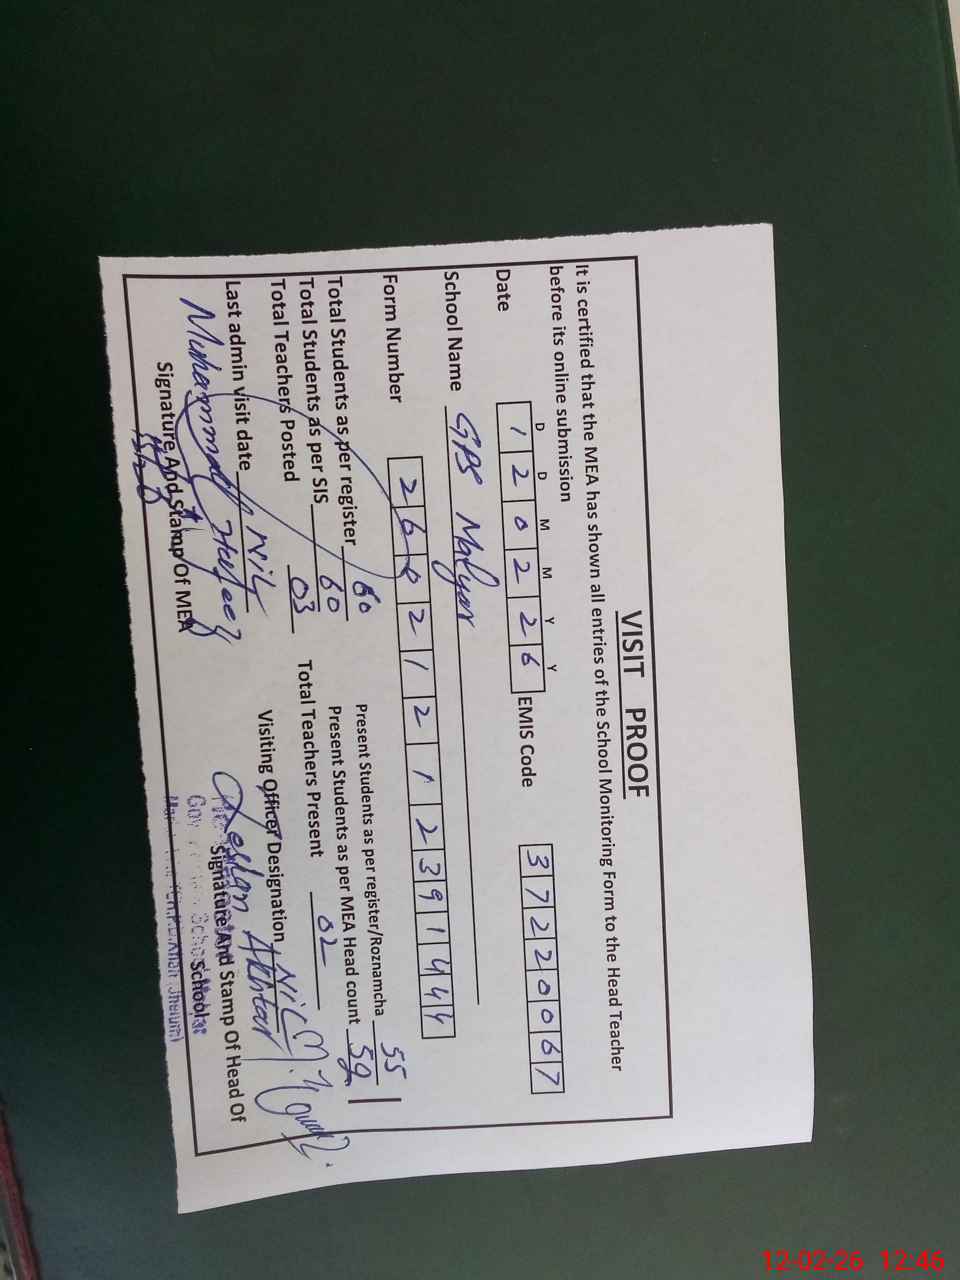 VISIT PROOF
It is certified that the MEA has shown all entries of the School Monitoring Form to the Head Teacher
before its online submission
D D M M Y Y
Date 1 2 0 2 2 6 EMIS Code 3 7 2 2 0 0 6 7
School Name GPS Malyar
Form Number 2 6 0 2 1 2 1 2 3 9 1 4 4 4
Total Students as per register 60 Present Students as per register/Roznamcha 55
Total Students as per SIS 60 Present Students as per MEA Head count 59
Total Teachers Posted 03 Total Teachers Present 02
Last admin visit date NIL Visiting Officer Designation NIL
Muhammad
Signature And Stamp Of MEA Signature And Stamp Of Head Of
School
Akhtar
12-02-26 12:46